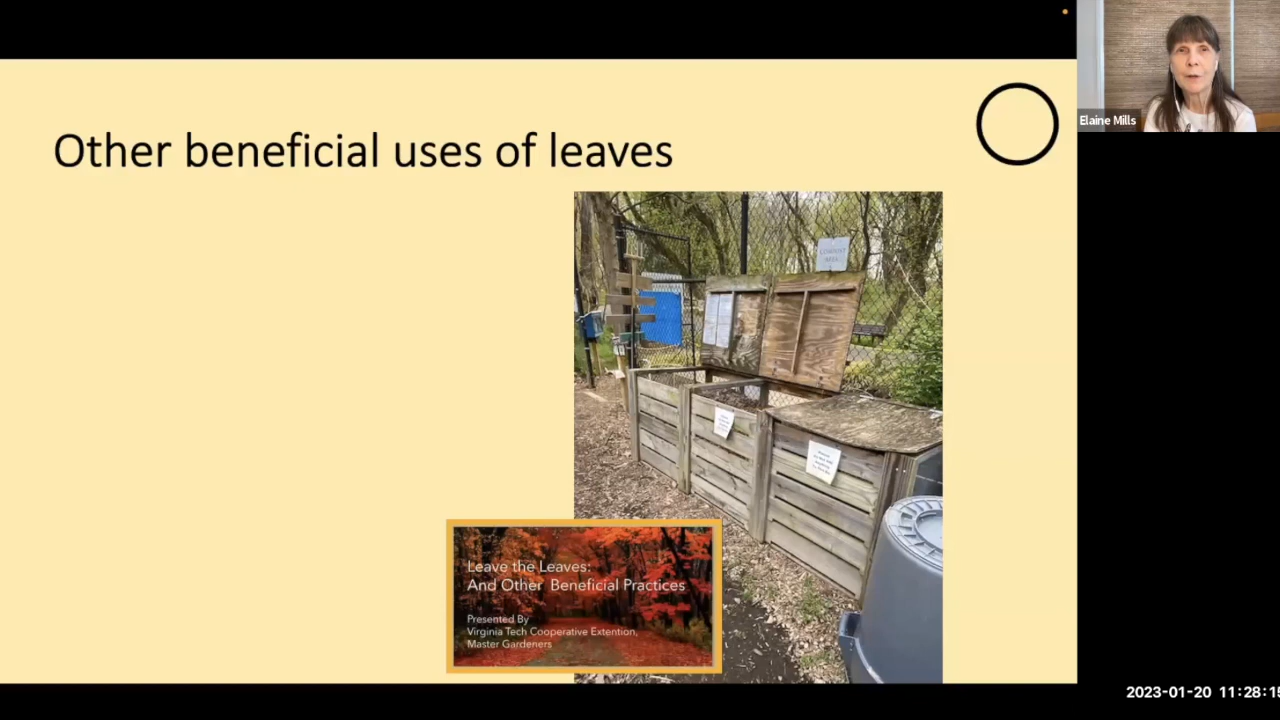 Other beneficial uses of leaves
Elaine Mills
Leave the Leaves:
And Other Beneficial Practices
Presented By
Virginia Tech Cooperative Extention,
Master Gardeners
2023-01-20 11:28:15